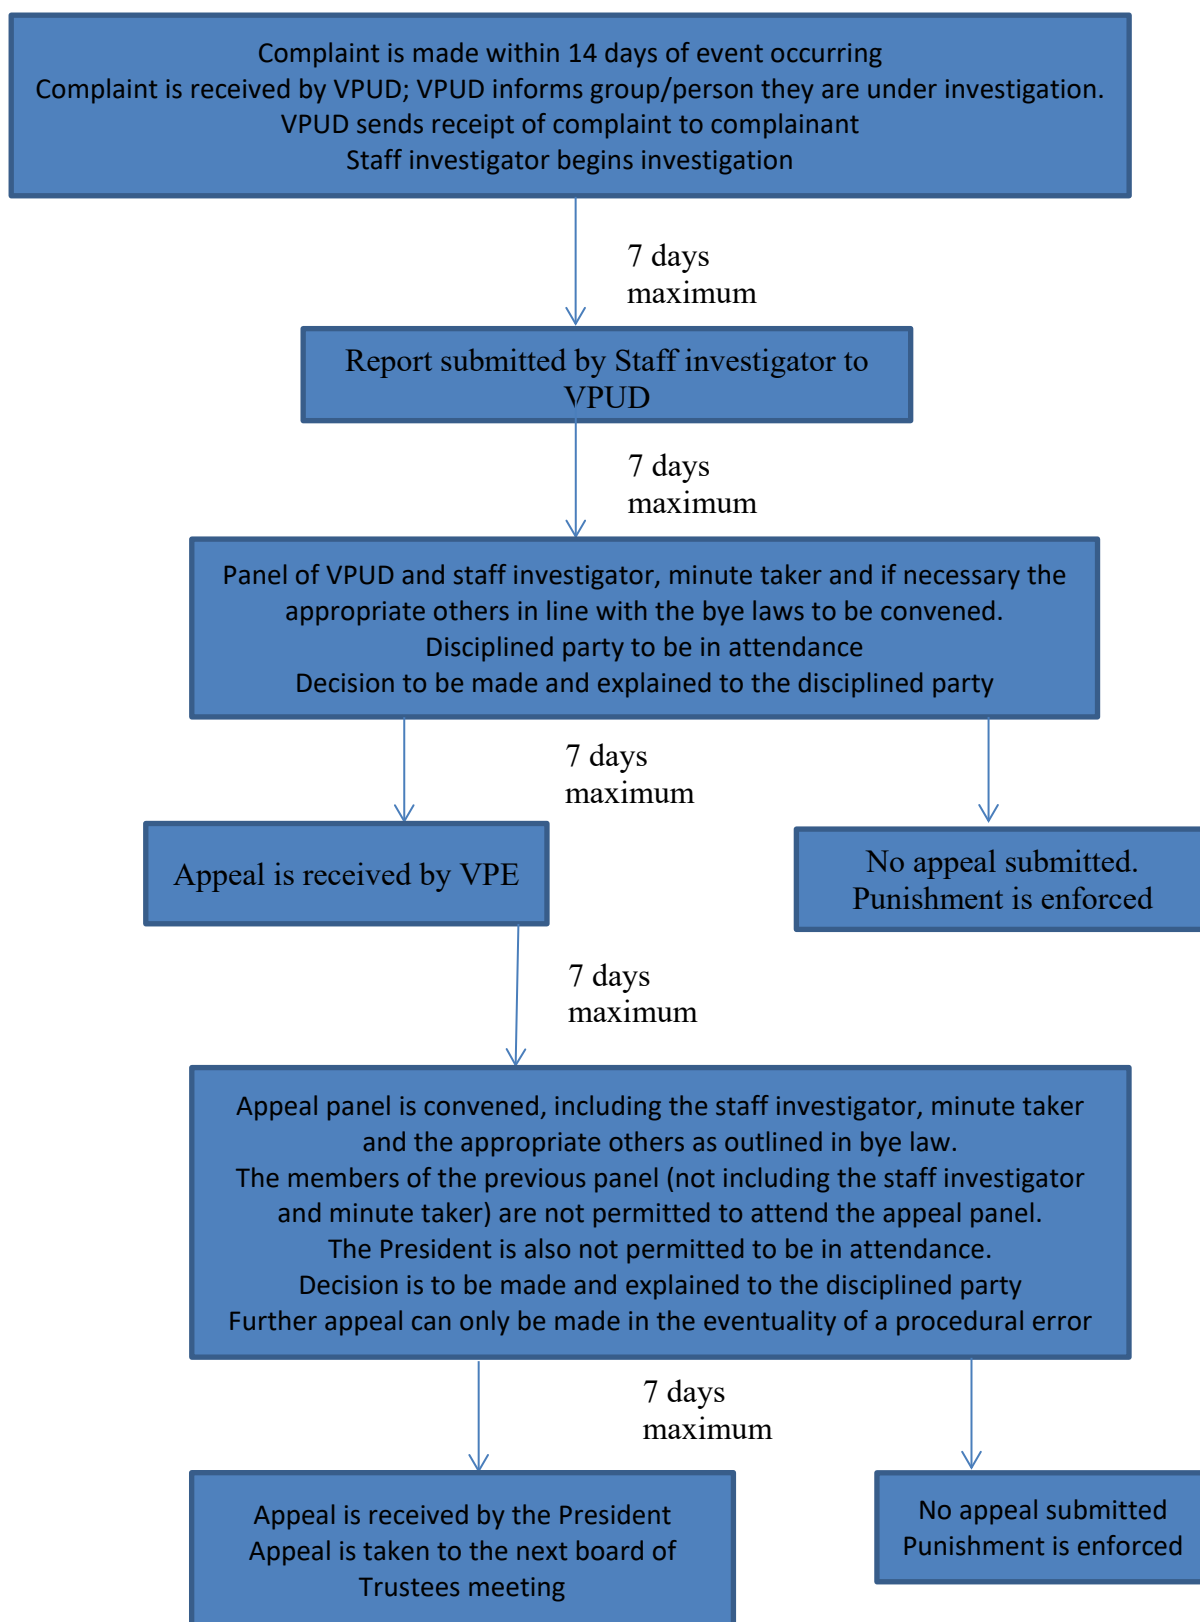 Complaint is made within 14 days of event occurring
Complaint is received by VPUD; VPUD informs group/person they are under investigation.
VPUD sends receipt of complaint to complainant
Staff investigator begins investigation
7 days
maximum
Report submitted by Staff investigator to
VPUD
7 days
maximum
Panel of VPUD and staff investigator, minute taker and if necessary the
appropriate others in line with the bye laws to be convened.
Disciplined party to be in attendance
Decision to be made and explained to the disciplined party
7 days
maximum
Appeal is received by VPE
No appeal submitted.
Punishment is enforced
7 days
maximum
Appeal panel is convened, including the staff investigator, minute taker
and the appropriate others as outlined in bye law.
The members of the previous panel (not including the staff investigator
and minute taker) are not permitted to attend the appeal panel.
The President is also not permitted to be in attendance.
Decision is to be made and explained to the disciplined party
Further appeal can only be made in the eventuality of a procedural error
7 days
maximum
Appeal is received by the President
Appeal is taken to the next board of
Trustees meeting
No appeal submitted
Punishment is enforced